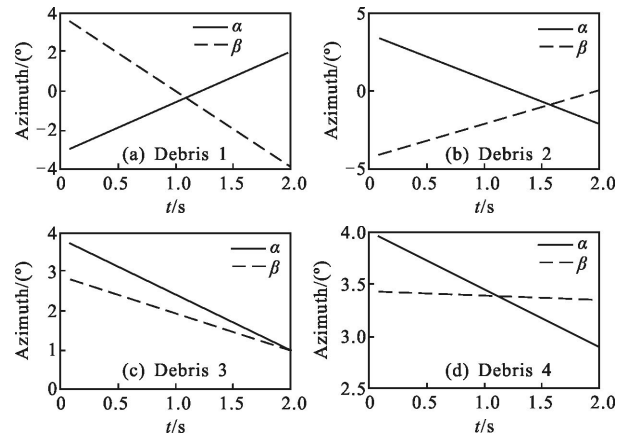 4
2
0
−2
−4
Azimuth/(º)
α
β
(a) Debris 1
0
0.5
1.0
1.5
2.0
t/s
5
0
−5
Azimuth/(º)
α
β
(b) Debris 2
0
0.5
1.0
1.5
2.0
t/s
4
3
2
1
0
Azimuth/(º)
α
β
(c) Debris 3
0
0.5
1.0
1.5
2.0
t/s
4.0
3.5
3.0
2.5
Azimuth/(º)
α
β
(d) Debris 4
0
0.5
1.0
1.5
2.0
t/s